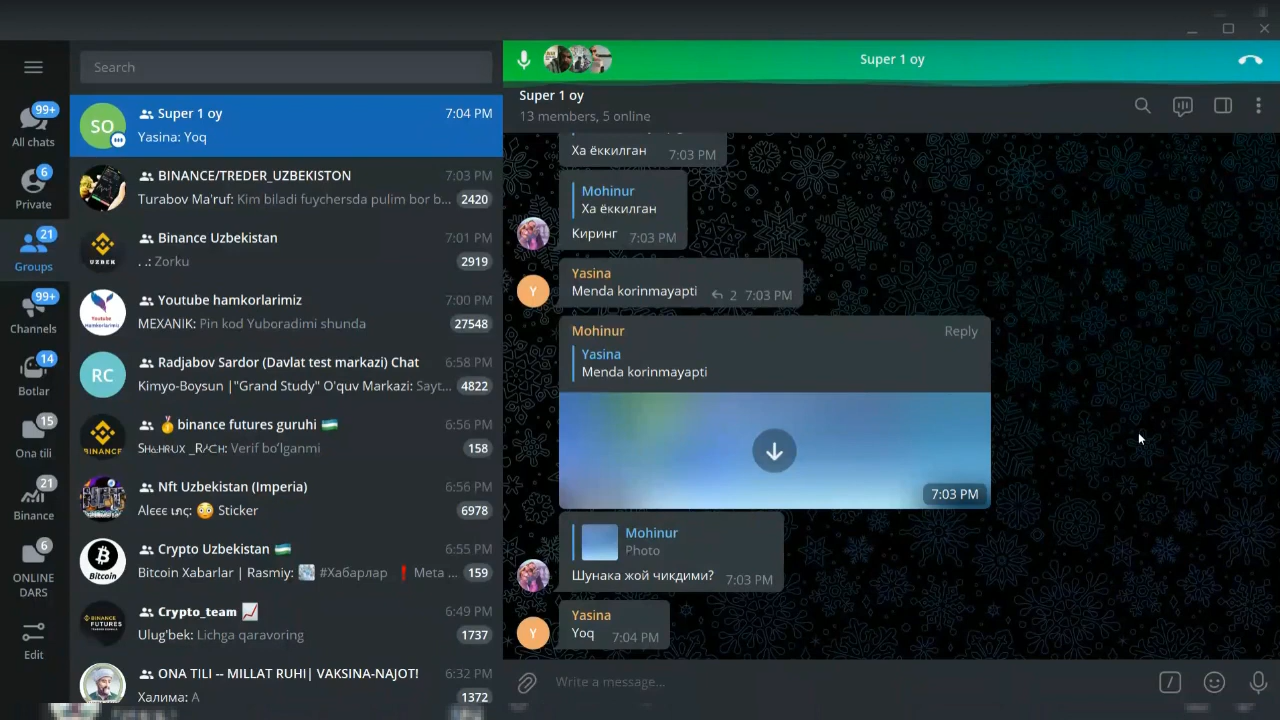 Search
99+
All chats
6
Private
21
Groups
99+
Channels
14
Botlar
15
Ona tili
21
Binance
6
ONLINE
DARS
Edit
SO
Super 1 oy 7:04 PM
Yasina: Yoq
BINANCE/TREDER_UZBEKISTON 7:03 PM
Turabov Ma'ruf: Kim biladi fuychersda pulim bor b... 2420
UZBEK
Binance Uzbekistan 7:01 PM
. .: Zorku 2919
Youtube hamkorlarimiz 7:00 PM
MEXANIK: Pin kod Yuboradimi shunda 27548
RC
Radjabov Sardor (Davlat test markazi) Chat 6:58 PM
Kimyo-Boysun |"Grand Study" O'quv Markazi: Sayt... 4822
BINANCE
🥇binance futures guruhi 🇺🇿 6:56 PM
Verif bo'lganmi 158
Nft Uzbekistan (Imperia) 6:56 PM
😳 Sticker 6978
Bitcoin
Crypto Uzbekistan 🇺🇿 6:55 PM
Bitcoin Xabarlar | Rasmiy: #Хабарлар ❗Meta ... 159
BINANCE
FUTURES
Crypto_team 📈 6:49 PM
Ulug'bek: Lichga qaravoring 1737
ONA TILI -- MILLAT RUHI| VAKSINA-NAJOT! 6:32 PM
Халима: А 1372
Super 1 oy
Super 1 oy
13 members, 5 online
Ха ёккилган 7:03 PM
Mohinur
Ха ёккилган
Киринг 7:03 PM
Y
Yasina
Menda korinmayapti 2 7:03 PM
Mohinur Reply
Yasina
Menda korinmayapti
7:03 PM
Mohinur
Photo
Шунака жой чикдими? 7:03 PM
Y
Yasina
Yoq 7:04 PM
Write a message...